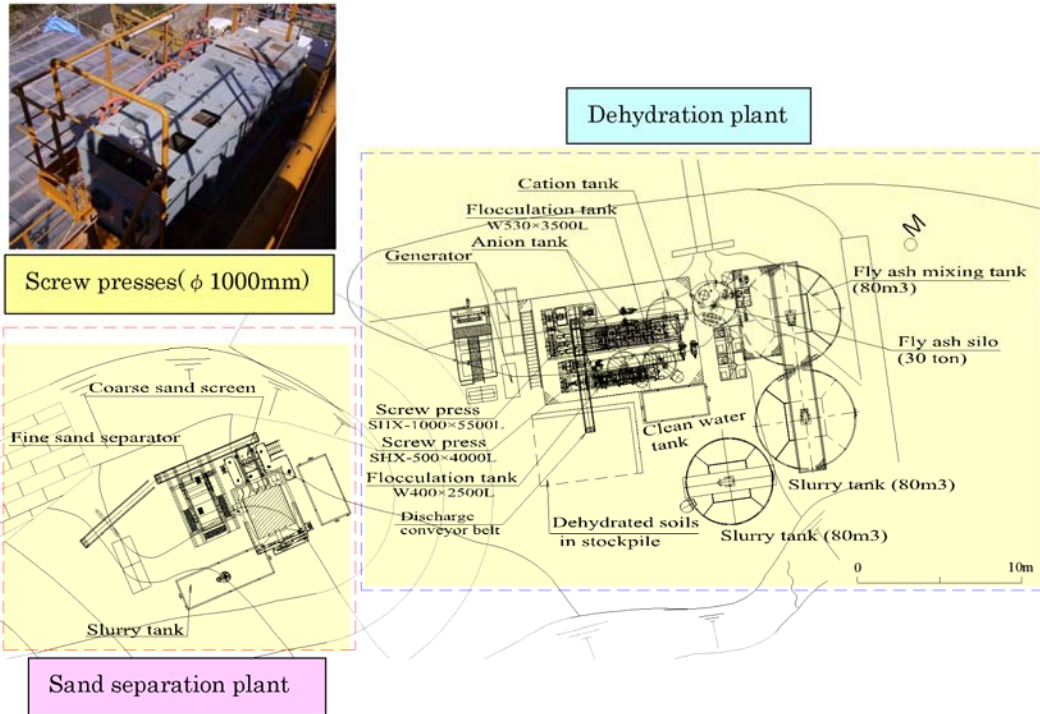 Dehydration plant
Screw presses(φ 1000mm)
Cation tank
Flocculation tank
W530×3500L
Anion tank
Generator
M
Fly ash mixing tank
(80m3)
Fly ash silo
(30 ton)
Screw press
SHX-1000×5500L
Screw press
SHX-500×4000L
Flocculation tank
W400×2500L
Discharge
conveyor belt
Clean water
tank
Dehydrated soils
in stockpile
Slurry tank (80m3)
Slurry tank (80m3)
0
10m
Coarse sand screen
Fine sand separator
Slurry tank
Sand separation plant